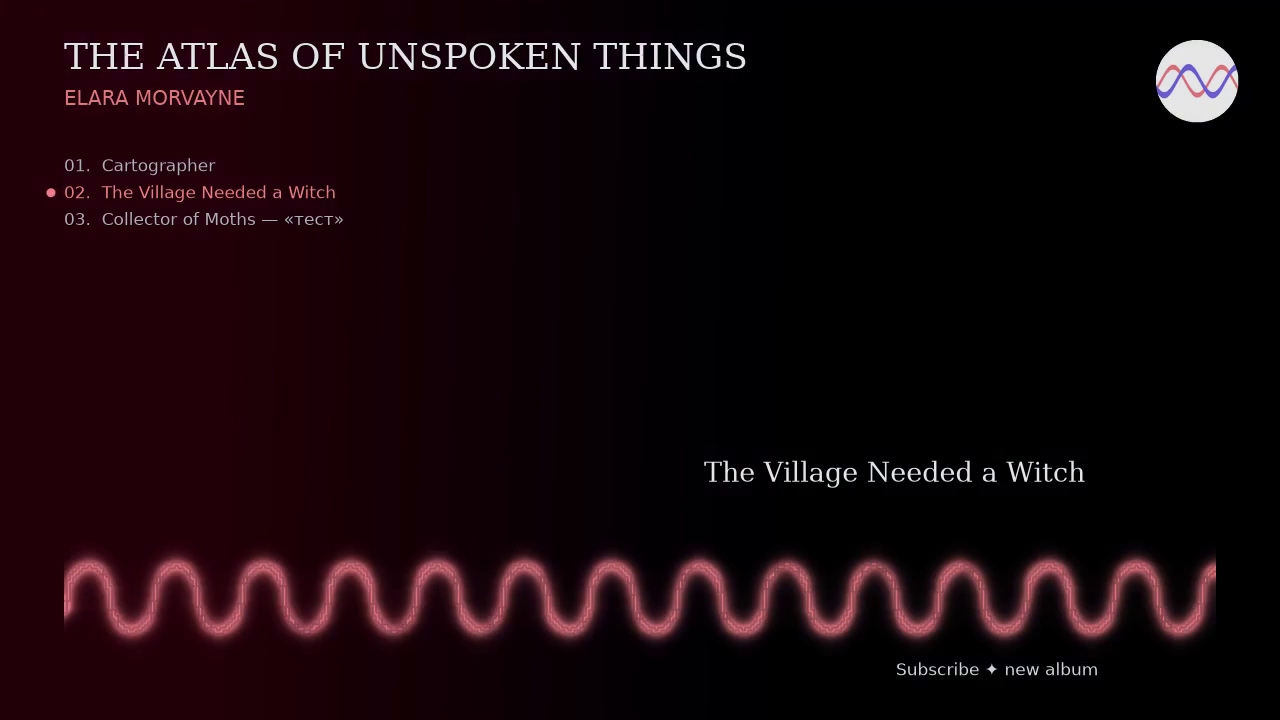 THE ATLAS OF UNSPOKEN THINGS
ELARA MORVAYNE
01. Cartographer
02. The Village Needed a Witch
03. Collector of Moths — «тест»
The Village Needed a Witch
Subscribe ✦ new album